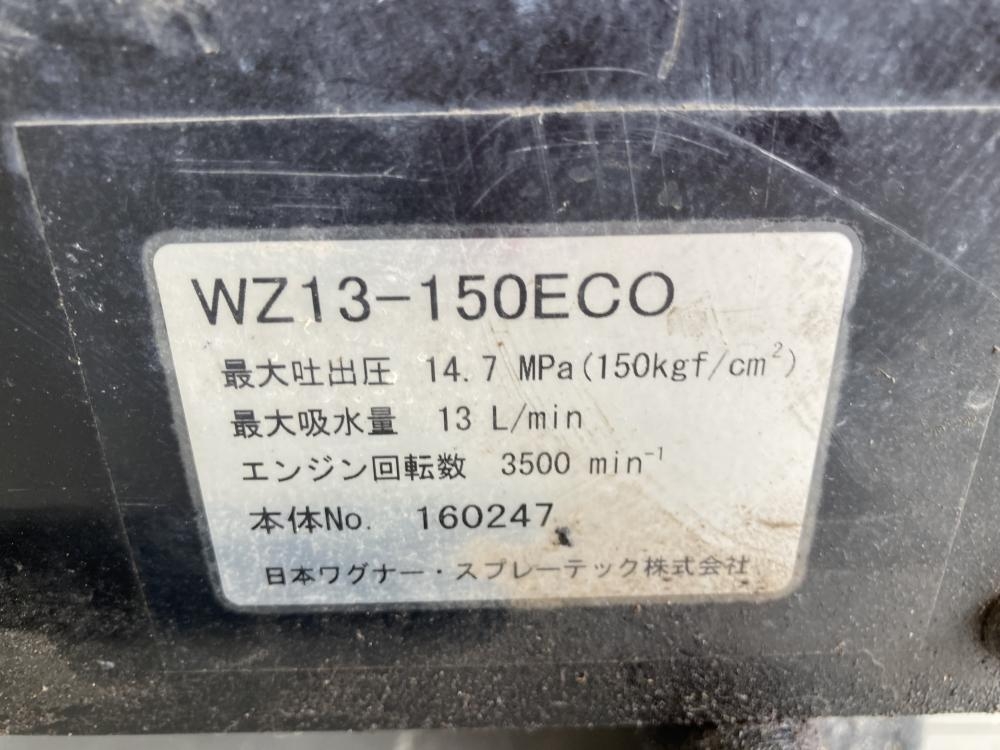 WZ13-150ECO
最大吐出圧 14.7 MPa(150kgf/cm²)
最大吸水量 13 L/min
エンジン回転数 3500 min⁻¹
本体No. 160247
日本ワグナー・スプレーテック株式会社